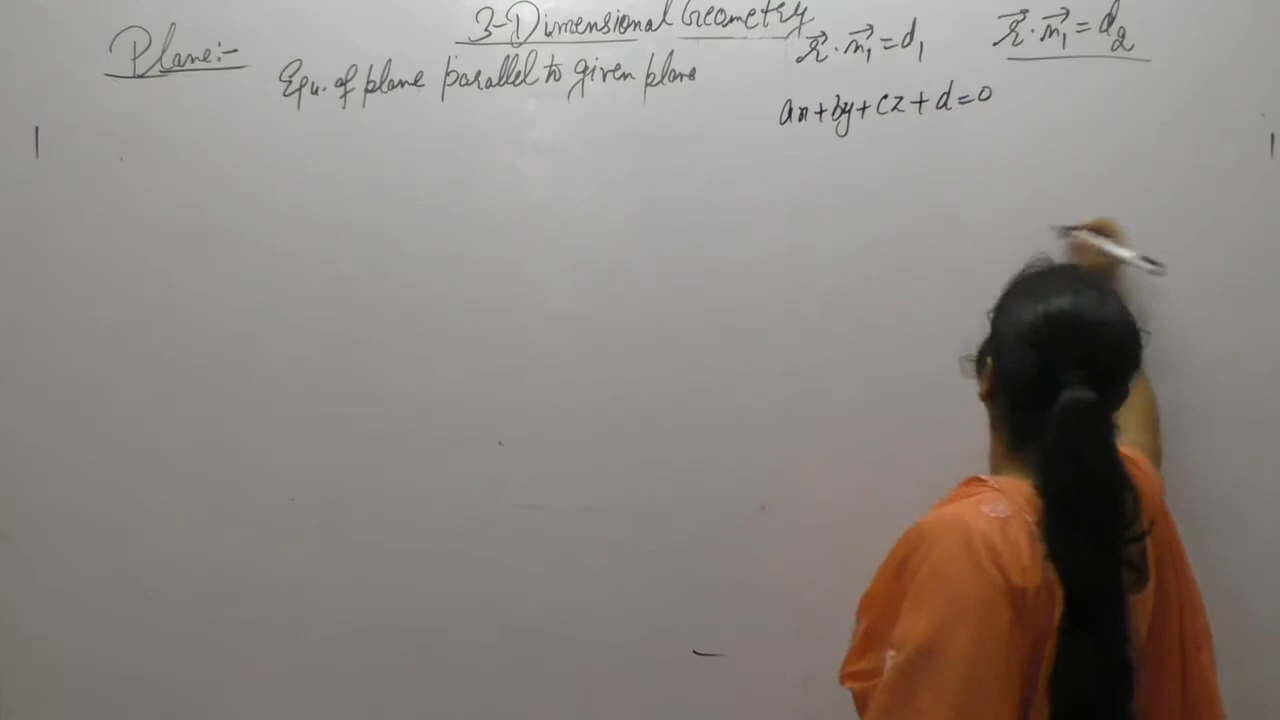 3-Dimensional Geometry
Plane:-
Equ. of plane parallel to given plane
r⃗ · n⃗₁ = d₁
r⃗ · n⃗₁ = d₂
ax + by + cz + d = 0